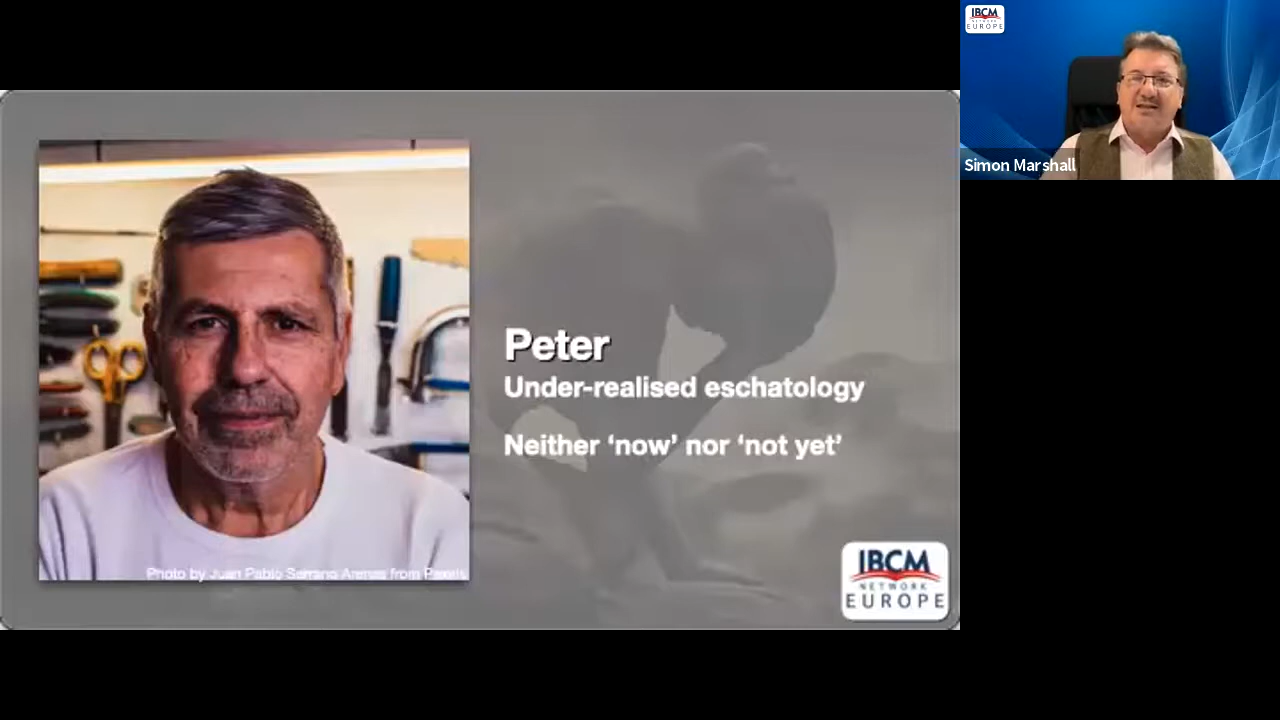 Peter
Under-realised eschatology
Neither ‘now’ nor ‘not yet’
Photo by Juan Pablo Serrano Arenas from Pexels
IBCM
NETWORK
EUROPE
IBCM
NETWORK
EUROPE
Simon Marshall